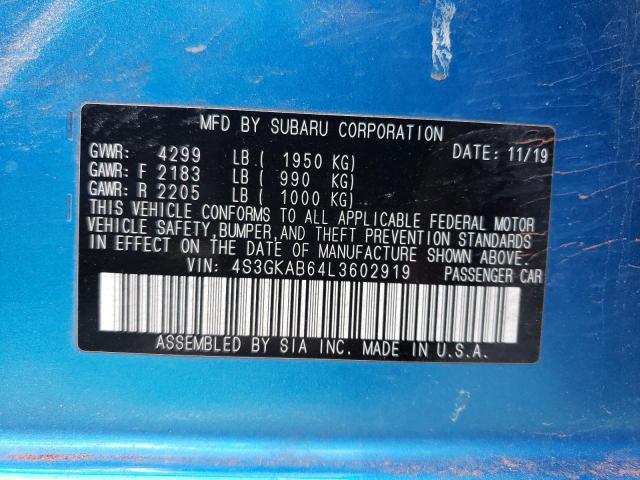 MFD BY SUBARU CORPORATION
GVWR: 4299 LB ( 1950 KG) DATE: 11/19
GAWR: F 2183 LB ( 990 KG)
GAWR: R 2205 LB ( 1000 KG)
THIS VEHICLE CONFORMS TO ALL APPLICABLE FEDERAL MOTOR
VEHICLE SAFETY, BUMPER, AND THEFT PREVENTION STANDARDS
IN EFFECT ON THE DATE OF MANUFACTURE SHOWN ABOVE.
VIN: 4S3GKAB64L3602919 PASSENGER CAR
ASSEMBLED BY SIA INC. MADE IN U.S.A.